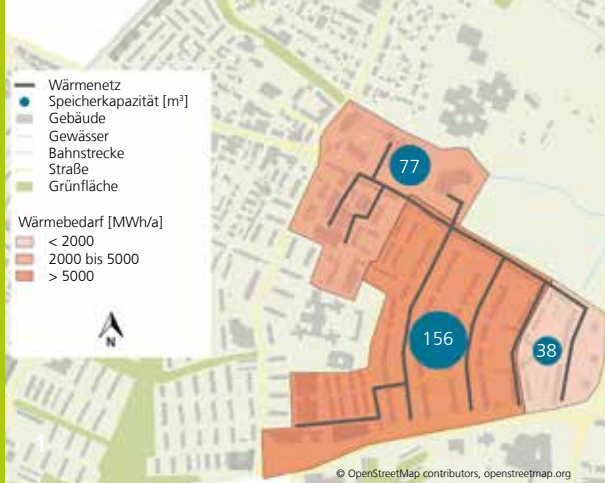 Wärmenetz
Speicherkapazität [m³]
Gebäude
Gewässer
Bahnstrecke
Straße
Grünfläche
Wärmebedarf [MWh/a]
< 2000
2000 bis 5000
> 5000
N
77
156
38
1
© OpenStreetMap contributors, openstreetmap.org